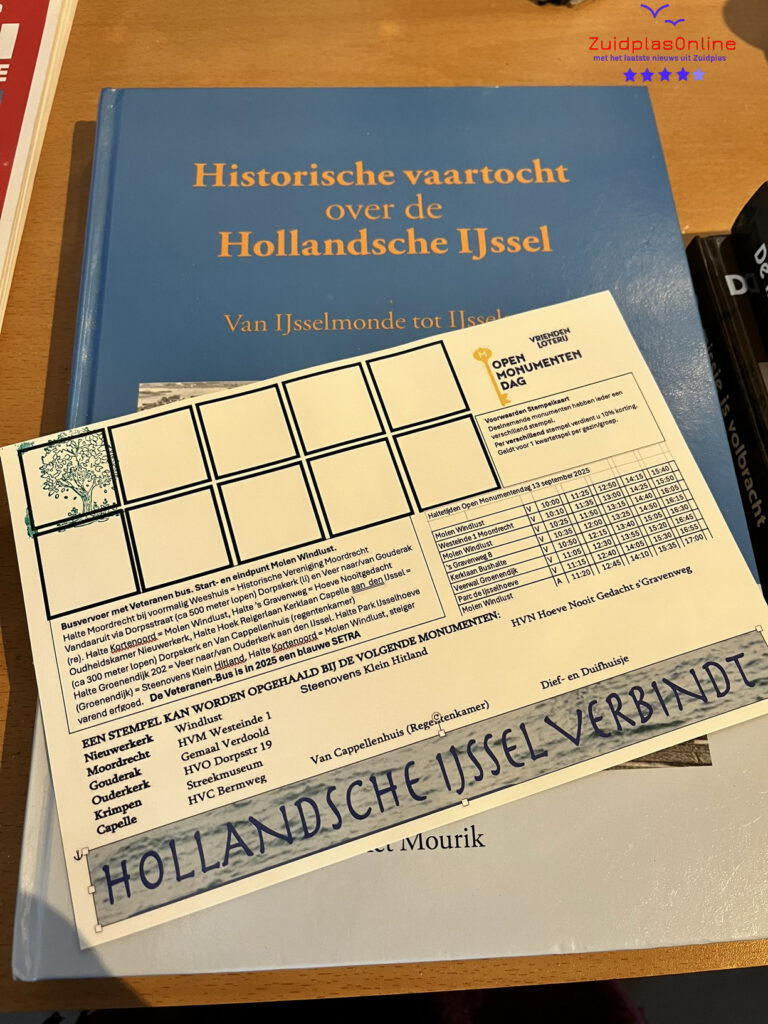 ZuidplasOnline
met het laatste nieuws uit Zuidplas
Historische vaartocht
over de
Hollandsche IJssel
Van IJsselmonde tot
VRIENDEN
LOTERIJ
OPEN
MONUMENTEN
DAG
Voorwaarden Stempelkaart
Deelnemende monumenten hebben ieder een
verschillend stempel.
Per verschillend stempel verdient u 10% korting.
Geldt voor 1 kwartetspel per gezin/groep.
Haltetijden Open Monumentendag 13 september 2025
Molen Windlust V 10:00 11:25 12:50 14:15 15:40
Westeinde 1 Moordrecht V 10:10 11:35 13:00 14:25 15:50
Molen Windlust V 10:25 11:50 13:15 14:40 16:05
's Gravenweg 8 V 10:35 12:00 13:25 14:50 16:15
Kerklaan Bushalte V 10:50 12:15 13:40 15:05 16:30
Veerwal Groenendijk V 11:05 12:30 13:55 15:20 16:45
Parc de IJsselhoeve V 11:15 12:40 14:05 15:30 16:55
Molen Windlust A 11:20 12:45 14:10 15:35 17:00
Busvervoer met Veteranen bus. Start- en eindpunt Molen Windlust.
Halte Moordrecht bij voormalig Weeshuis = Historische Vereniging Moordrecht
Vandaaruit via Dorpsstraat (ca 500 meter lopen) Dorpskerk (li) en Veer naar/van Gouderak
(re). Halte Kortenoord = Molen Windlust, Halte 's Gravenweg = Hoeve Nooitgedacht
Oudheidskamer Nieuwerkerk, Halte Hoek Reigerlaan Kerklaan Capelle aan den IJssel =
(ca 300 meter lopen) Dorpskerk en Van Cappellenhuis (regentenkamer)
Halte Groenendijk 202 = Veer naar/van Ouderkerk aan den IJssel. Halte Park IJsselhoeve
(Groenendijk) = Steenovens Klein Hitland, Halte Kortenoord = Molen Windlust, steiger
varend erfgoed. De Veteranen-Bus is in 2025 een blauwe SETRA
EEN STEMPEL KAN WORDEN OPGEHAALD BIJ DE VOLGENDE MONUMENTEN:
Nieuwerkerk Windlust Steenovens Klein Hitland HVN Hoeve Nooit Gedacht s'Gravenweg
Moordrecht HVM Westeinde 1
Gouderak Gemaal Verdoold
Ouderkerk HVO Dorpsstr 19
Krimpen Streekmuseum Dief- en Duifhuisje
Capelle HVC Bermweg Van Cappellenhuis (Regentenkamer)
HOLLANDSCHE IJSSEL VERBINDT
Mourik
is volbracht